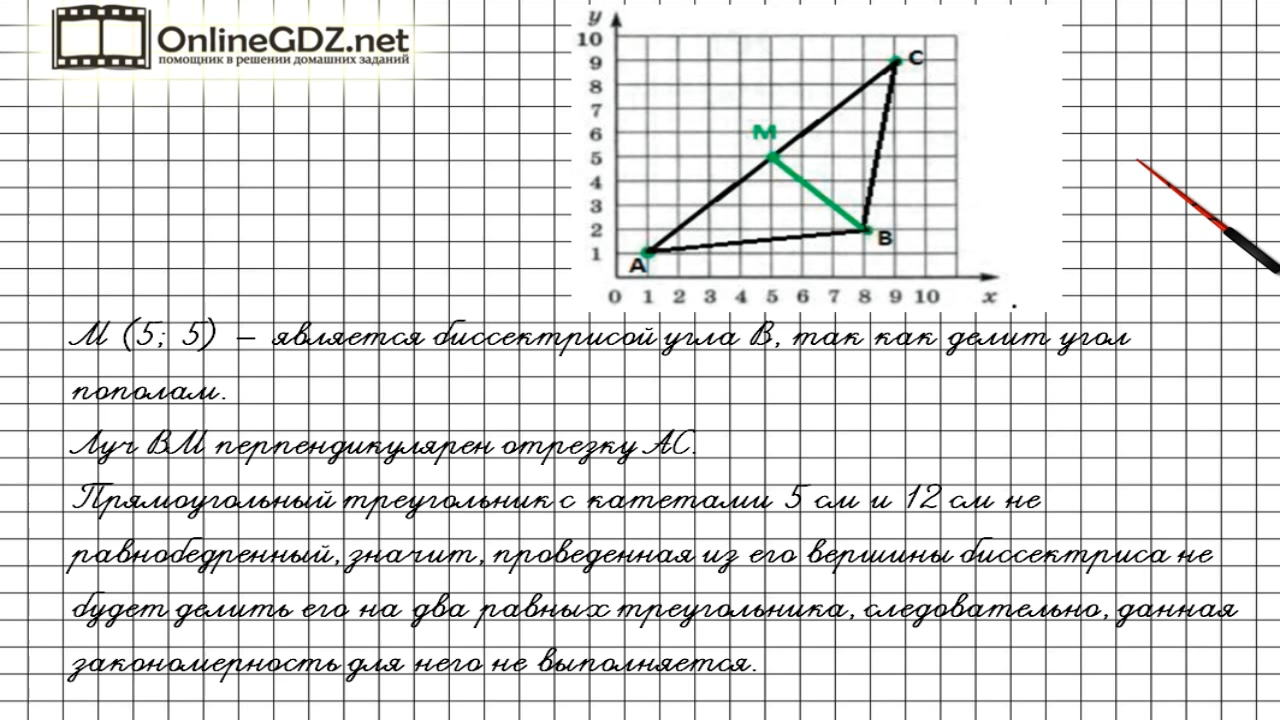 OnlineGDZ.net
помощник в решении домашних заданий
y
10
9
8
7
6
5
4
3
2
1
M
C
B
A
0 1 2 3 4 5 6 7 8 9 10 x .
М (5; 5) – является биссектрисой угла В, так как делит угол
пополам.
Луч ВМ перпендикулярен отрезку АС.
Прямоугольный треугольник с катетами 5 см и 12 см не
равнобедренный, значит, проведенная из его вершины биссектриса не
будет делить его на два равных треугольника, следовательно, данная
закономерность для него не выполняется.